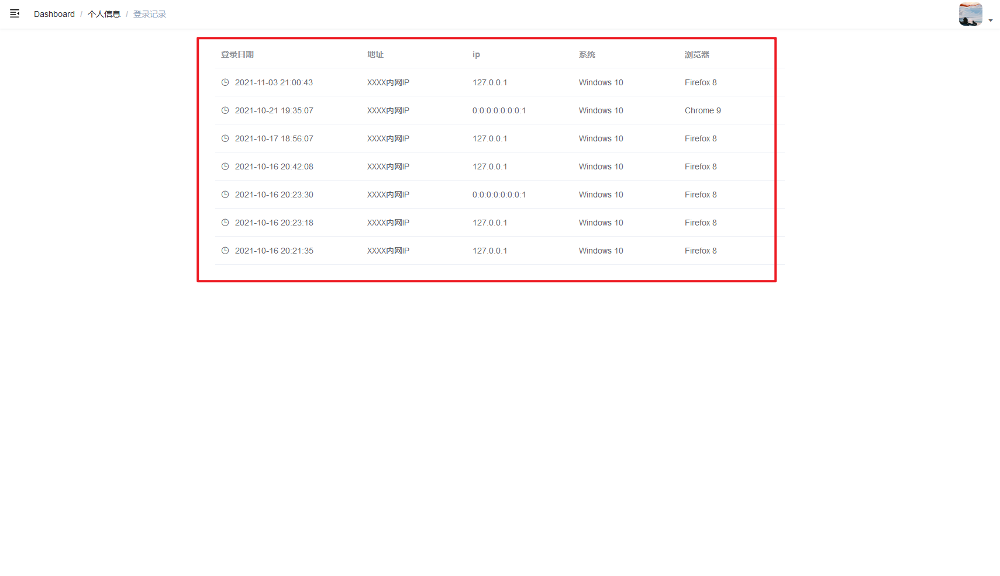 Dashboard / 个人信息 / 登录记录
登录日期 地址 ip 系统 浏览器
2021-11-03 21:00:43 XXXX内网IP 127.0.0.1 Windows 10 Firefox 8
2021-10-21 19:35:07 XXXX内网IP 0:0:0:0:0:0:0:1 Windows 10 Chrome 9
2021-10-17 18:56:07 XXXX内网IP 127.0.0.1 Windows 10 Firefox 8
2021-10-16 20:42:08 XXXX内网IP 127.0.0.1 Windows 10 Firefox 8
2021-10-16 20:23:30 XXXX内网IP 0:0:0:0:0:0:0:1 Windows 10 Firefox 8
2021-10-16 20:23:18 XXXX内网IP 127.0.0.1 Windows 10 Firefox 8
2021-10-16 20:21:35 XXXX内网IP 127.0.0.1 Windows 10 Firefox 8